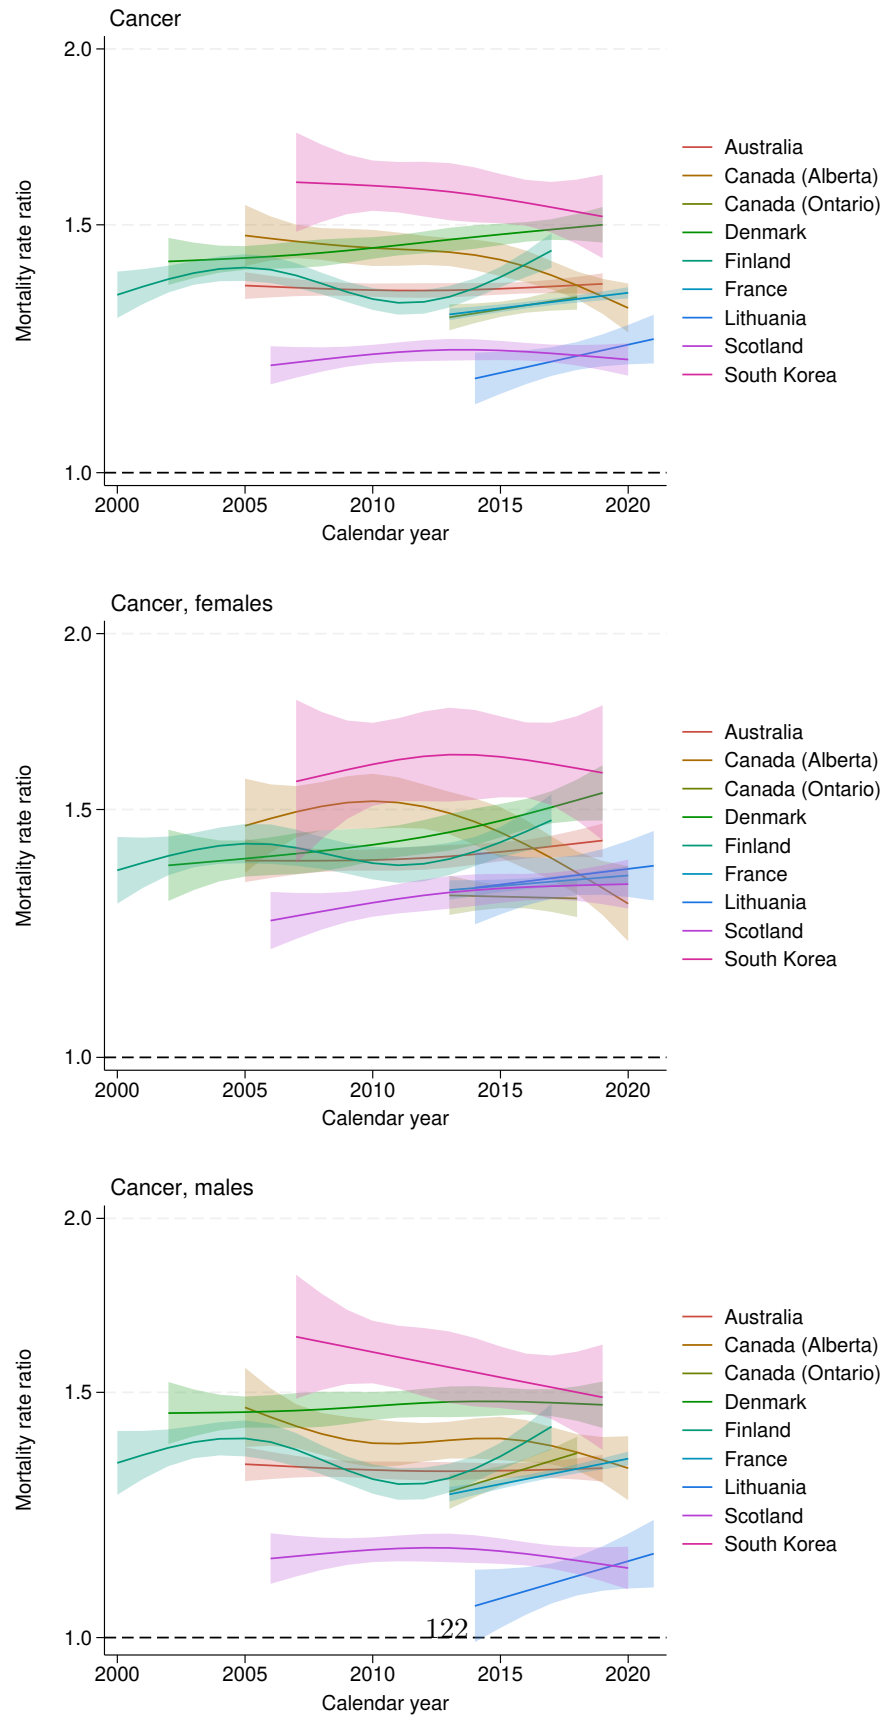 Cancer
2.0
1.5
1.0
Mortality rate ratio
2000 2005 2010 2015 2020
Calendar year
Australia
Canada (Alberta)
Canada (Ontario)
Denmark
Finland
France
Lithuania
Scotland
South Korea
Cancer, females
2.0
1.5
1.0
Mortality rate ratio
2000 2005 2010 2015 2020
Calendar year
Australia
Canada (Alberta)
Canada (Ontario)
Denmark
Finland
France
Lithuania
Scotland
South Korea
Cancer, males
2.0
1.5
1.0
Mortality rate ratio
2000 2005 2010 2015 2020
Calendar year
Australia
Canada (Alberta)
Canada (Ontario)
Denmark
Finland
France
Lithuania
Scotland
South Korea
122